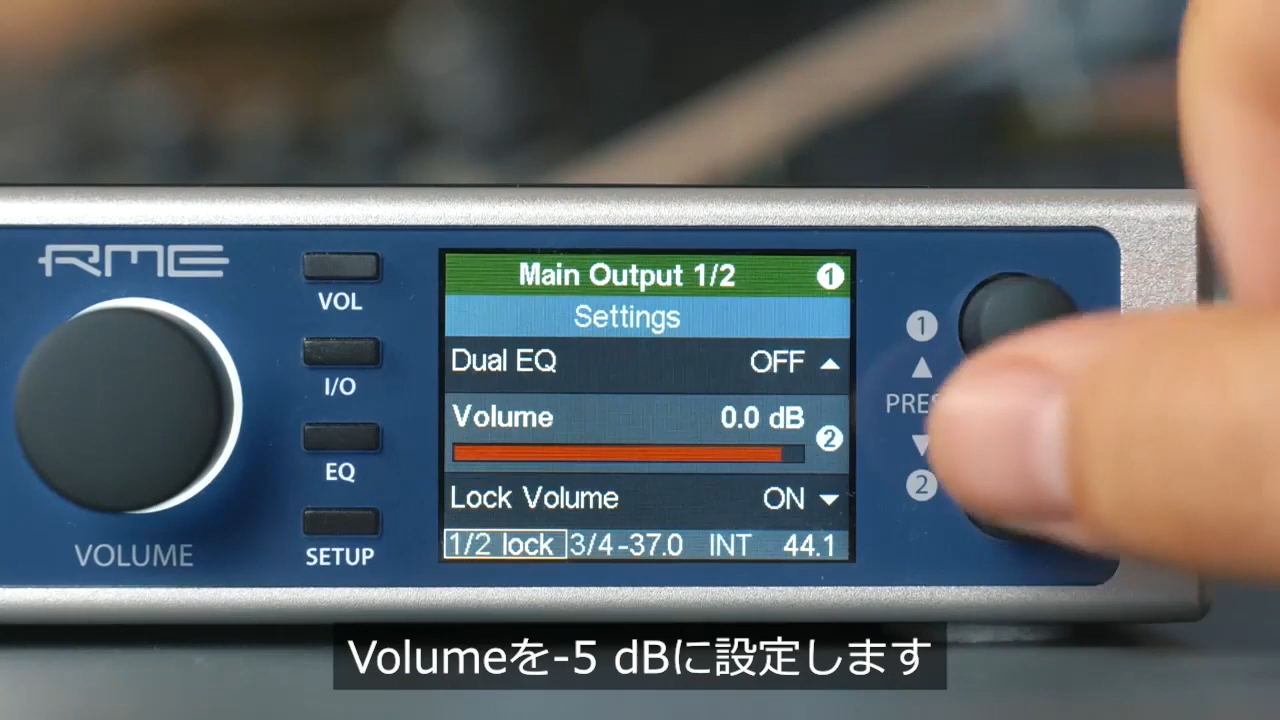 RME
VOL
I/O
EQ
SETUP
VOLUME
Main Output 1/2 1
Settings
Dual EQ OFF
Volume 0.0 dB 2
Lock Volume ON
1/2 lock 3/4 -37.0 INT 44.1
1
2
Volumeを-5 dBに設定します